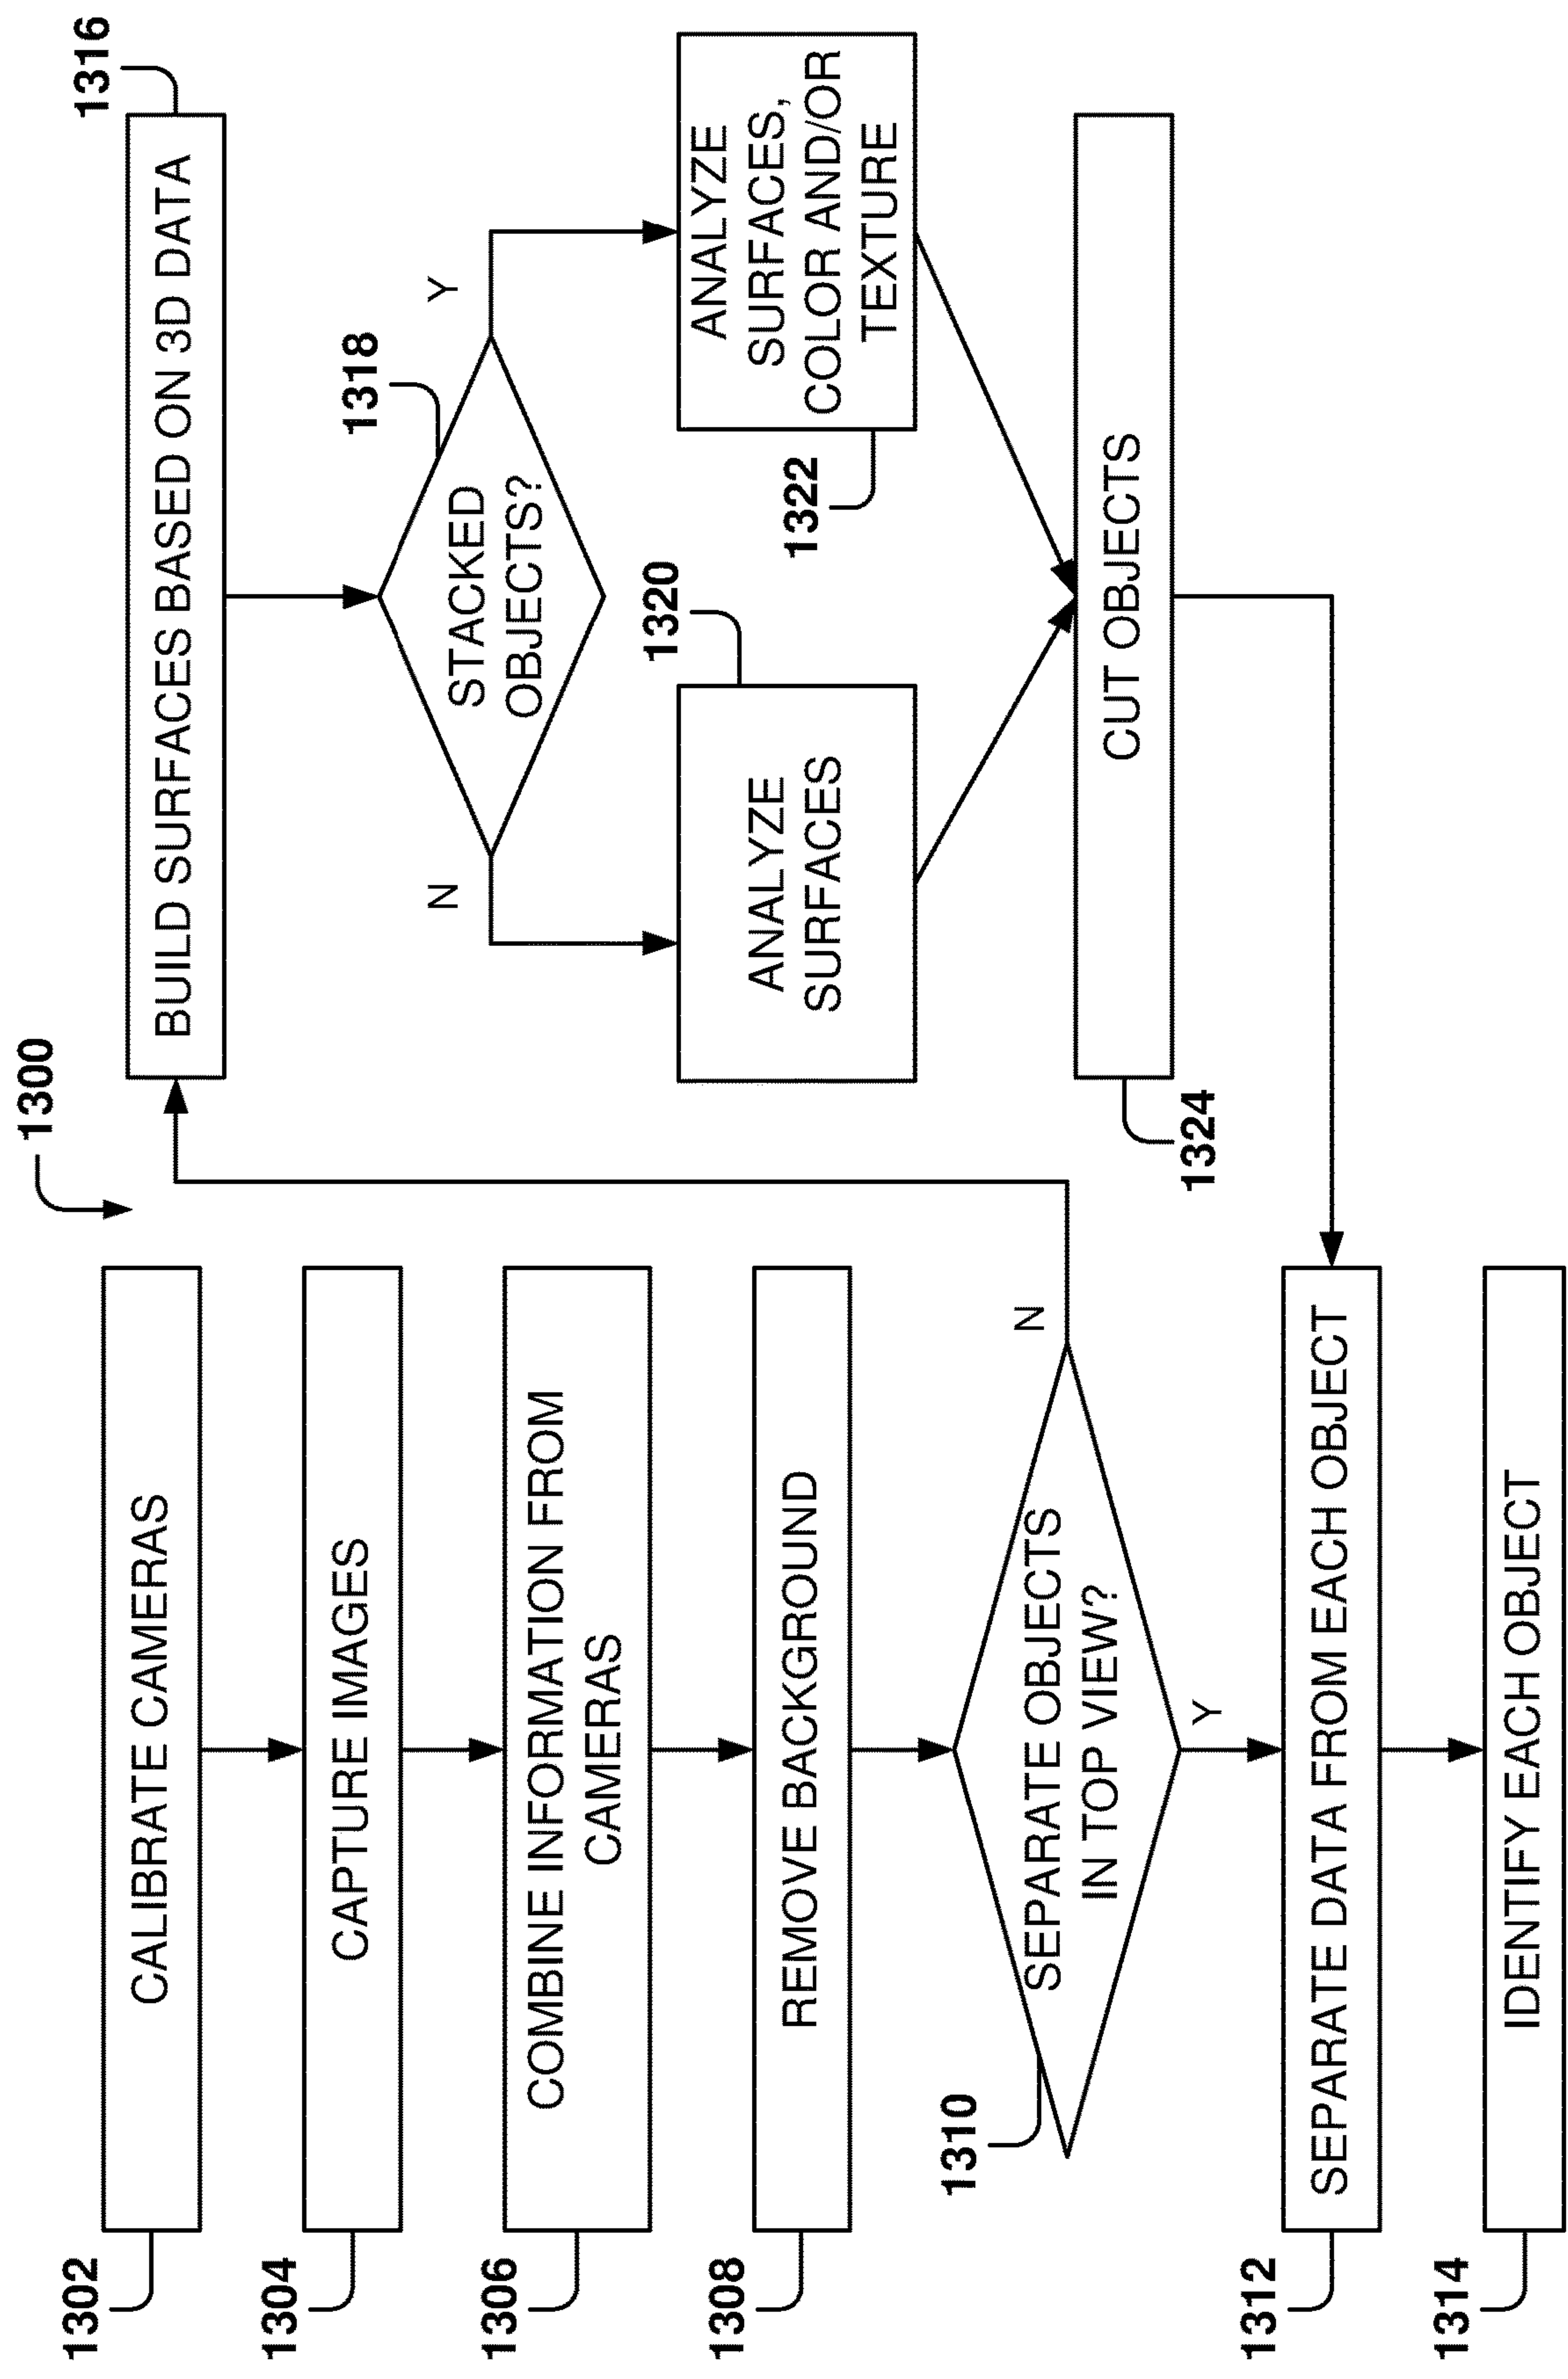 1300
1302
CALIBRATE CAMERAS
1304
CAPTURE IMAGES
1306
COMBINE INFORMATION FROM
CAMERAS
1308
REMOVE BACKGROUND
1310
SEPARATE OBJECTS
IN TOP VIEW?
N
Y
1312
SEPARATE DATA FROM EACH OBJECT
1314
IDENTIFY EACH OBJECT
1316
BUILD SURFACES BASED ON 3D DATA
1318
STACKED
OBJECTS?
N
Y
1320
ANALYZE
SURFACES
1322
ANALYZE
SURFACES,
COLOR AND/OR
TEXTURE
1324
CUT OBJECTS